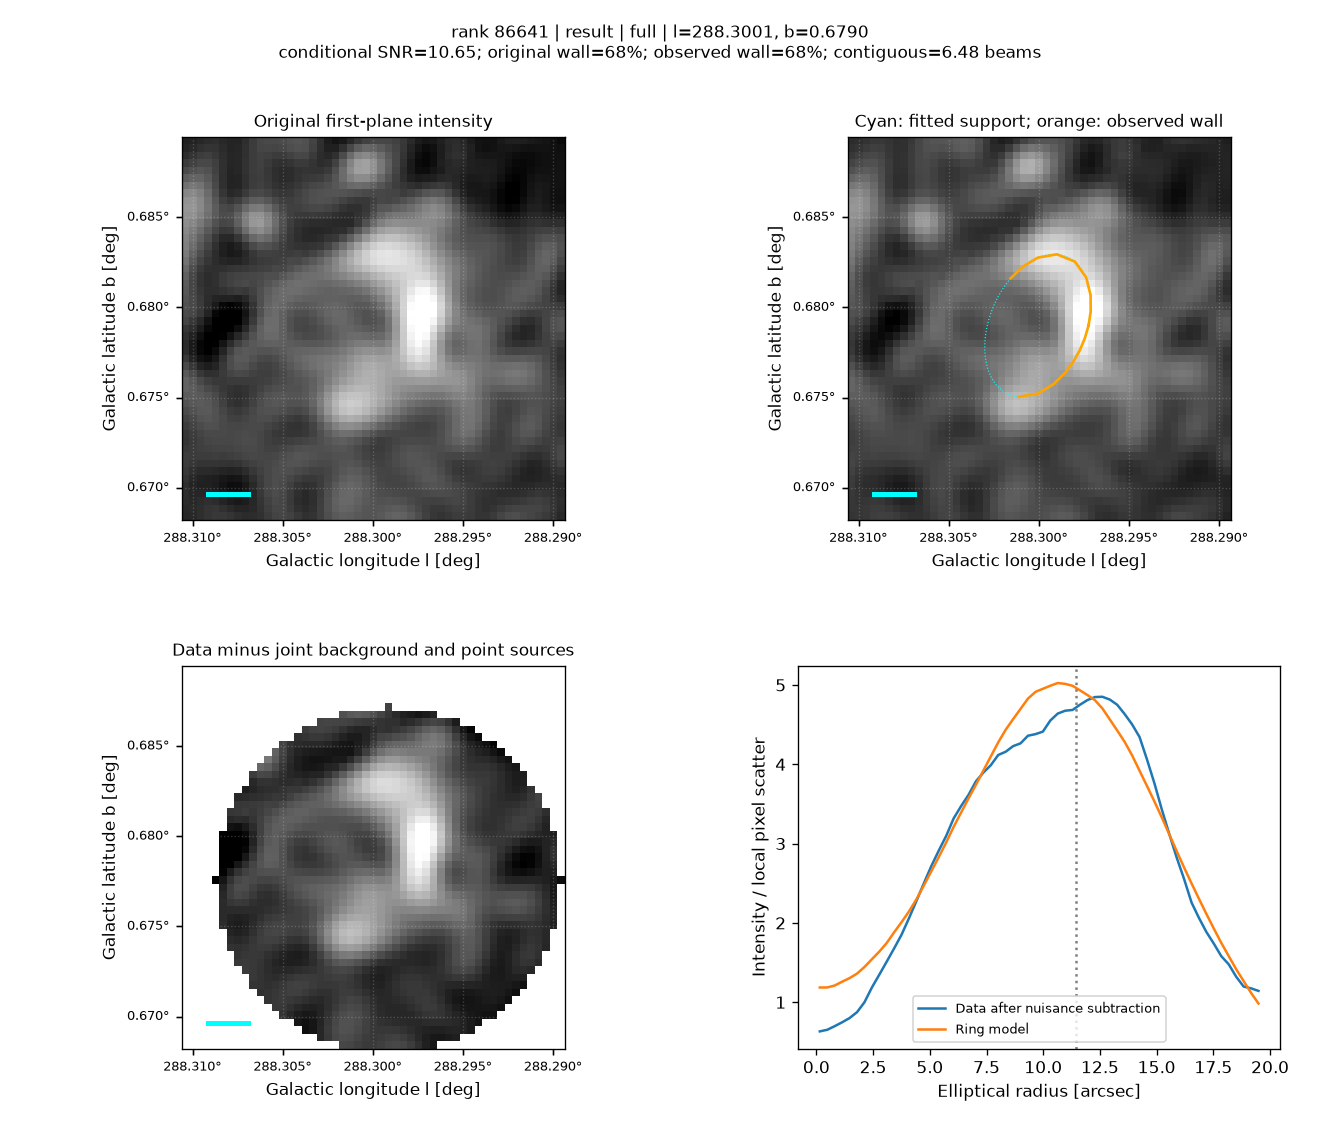 rank 86641 | result | full | l=288.3001, b=0.6790
conditional SNR=10.65; original wall=68%; observed wall=68%; contiguous=6.48 beams
Original first-plane intensity
Galactic latitude b [deg]
0.685°
0.680°
0.675°
0.670°
288.310° 288.305° 288.300° 288.295° 288.290°
Galactic longitude l [deg]
Cyan: fitted support; orange: observed wall
Galactic latitude b [deg]
0.685°
0.680°
0.675°
0.670°
288.310° 288.305° 288.300° 288.295° 288.290°
Galactic longitude l [deg]
Data minus joint background and point sources
Galactic latitude b [deg]
0.685°
0.680°
0.675°
0.670°
288.310° 288.305° 288.300° 288.295° 288.290°
Galactic longitude l [deg]
Intensity / local pixel scatter
5
4
3
2
1
Data after nuisance subtraction
Ring model
0.0 2.5 5.0 7.5 10.0 12.5 15.0 17.5 20.0
Elliptical radius [arcsec]